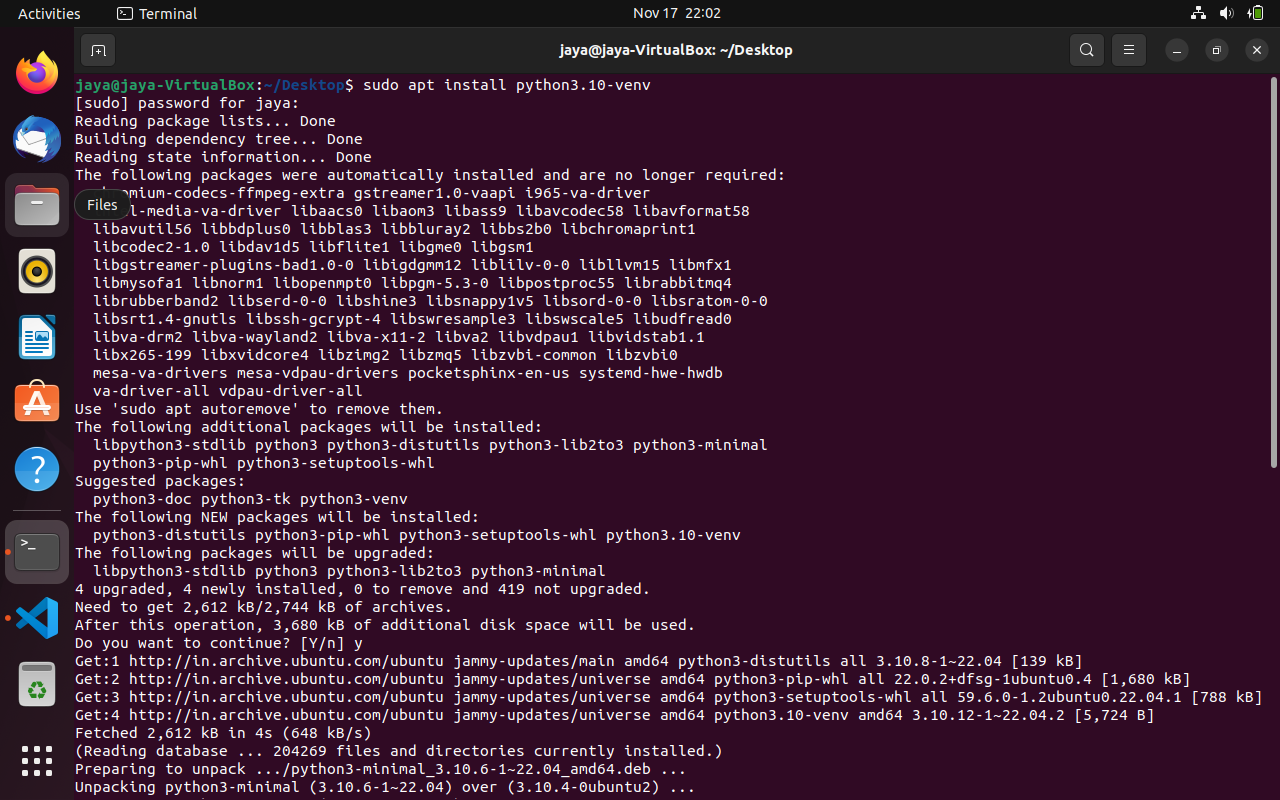 Activities
Terminal
Nov 17 22:02
jaya@jaya-VirtualBox: ~/Desktop
jaya@jaya-VirtualBox:~/Desktop$ sudo apt install python3.10-venv
[sudo] password for jaya:
Reading package lists... Done
Building dependency tree... Done
Reading state information... Done
The following packages were automatically installed and are no longer required:
-codecs-ffmpeg-extra gstreamer1.0-vaapi i965-va-driver
Files
-media-va-driver libaacs0 libaom3 libass9 libavcodec58 libavformat58
libavutil56 libbdplus0 libblas3 libbluray2 libbs2b0 libchromaprint1
libcodec2-1.0 libdav1d5 libflite1 libgme0 libgsm1
libgstreamer-plugins-bad1.0-0 libigdgmm12 liblilv-0-0 libllvm15 libmfx1
libmysofa1 libnorm1 libopenmpt0 libpgm-5.3-0 libpostproc55 librabbitmq4
librubberband2 libserd-0-0 libshine3 libsnappy1v5 libsord-0-0 libsratom-0-0
libsrt1.4-gnutls libssh-gcrypt-4 libswresample3 libswscale5 libudfread0
libva-drm2 libva-wayland2 libva-x11-2 libva2 libvdpau1 libvidstab1.1
libx265-199 libxvidcore4 libzimg2 libzmq5 libzvbi-common libzvbi0
mesa-va-drivers mesa-vdpau-drivers pocketsphinx-en-us systemd-hwe-hwdb
va-driver-all vdpau-driver-all
Use 'sudo apt autoremove' to remove them.
The following additional packages will be installed:
libpython3-stdlib python3 python3-distutils python3-lib2to3 python3-minimal
python3-pip-whl python3-setuptools-whl
Suggested packages:
python3-doc python3-tk python3-venv
The following NEW packages will be installed:
python3-distutils python3-pip-whl python3-setuptools-whl python3.10-venv
The following packages will be upgraded:
libpython3-stdlib python3 python3-lib2to3 python3-minimal
4 upgraded, 4 newly installed, 0 to remove and 419 not upgraded.
Need to get 2,612 kB/2,744 kB of archives.
After this operation, 3,680 kB of additional disk space will be used.
Do you want to continue? [Y/n] y
Get:1 http://in.archive.ubuntu.com/ubuntu jammy-updates/main amd64 python3-distutils all 3.10.8-1~22.04 [139 kB]
Get:2 http://in.archive.ubuntu.com/ubuntu jammy-updates/universe amd64 python3-pip-whl all 22.0.2+dfsg-1ubuntu0.4 [1,680 kB]
Get:3 http://in.archive.ubuntu.com/ubuntu jammy-updates/universe amd64 python3-setuptools-whl all 59.6.0-1.2ubuntu0.22.04.1 [788 kB]
Get:4 http://in.archive.ubuntu.com/ubuntu jammy-updates/universe amd64 python3.10-venv amd64 3.10.12-1~22.04.2 [5,724 B]
Fetched 2,612 kB in 4s (648 kB/s)
(Reading database ... 204269 files and directories currently installed.)
Preparing to unpack .../python3-minimal_3.10.6-1~22.04_amd64.deb ...
Unpacking python3-minimal (3.10.6-1~22.04) over (3.10.4-0ubuntu2) ...